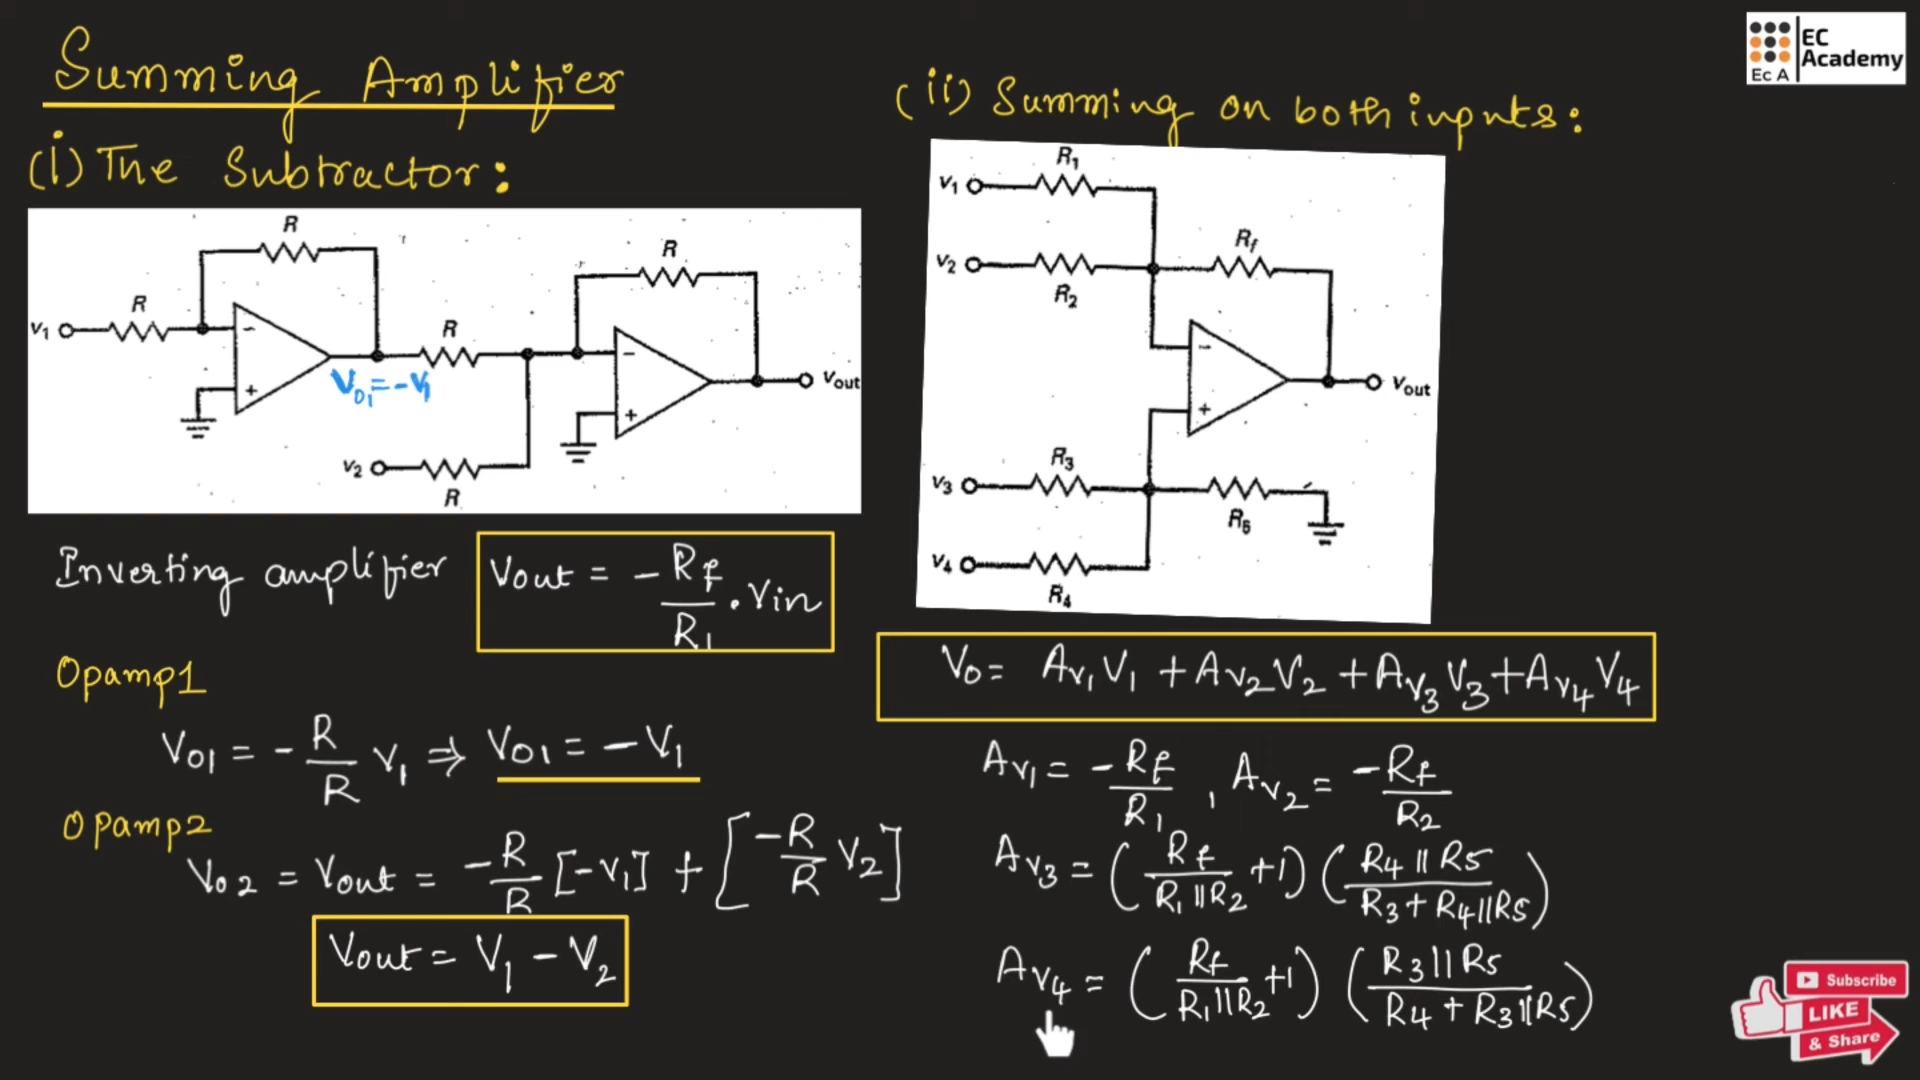 Summing Amplifier
(i) The Subtractor:
R
R
V1
R
V01 = -V1
V2
R
R
Vout
Inverting amplifier
Vout = -Rf/R1 . Vin
Opamp1
V01 = -R/R V1 ⇒ V01 = -V1
Opamp2
V02 = Vout = -R/R [-V1] + [-R/R V2]
Vout = V1 - V2
(ii) Summing on both inputs:
R1
V1
V2
R2
Rf
Vout
V3
R3
R5
V4
R4
V0 = Av1V1 + Av2V2 + Av3V3 + Av4V4
Av1 = -Rf/R1 , Av2 = -Rf/R2
Av3 = (Rf/R1||R2 +1) (R4||R5/R3+R4||R5)
Av4 = (Rf/R1||R2 +1) (R3||R5/R4+R3||R5)
EC
Academy
Ec A
Subscribe
LIKE
& Share